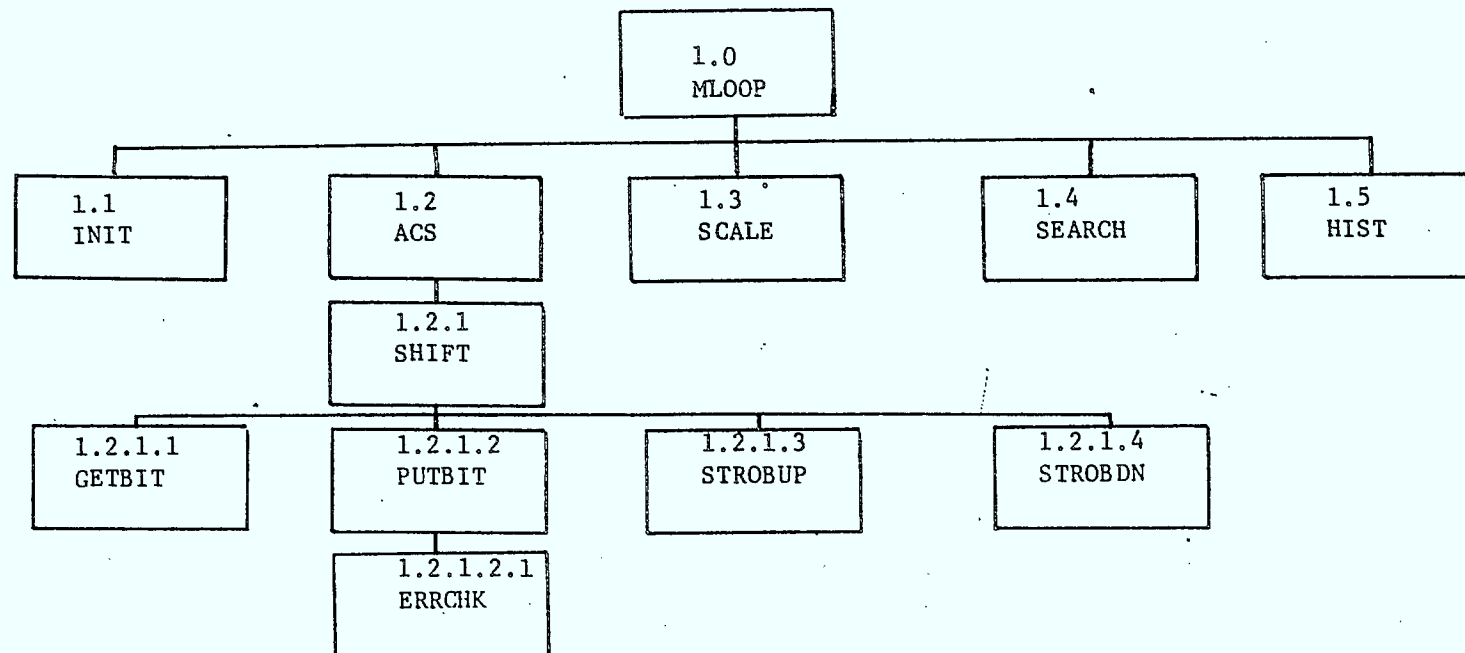 1.0
MLOOP
1.1
INIT
1.2
ACS
1.3
SCALE
1.4
SEARCH
1.5
HIST
1.2.1
SHIFT
1.2.1.1
GETBIT
1.2.1.2
PUTBIT
1.2.1.3
STROBUP
1.2.1.4
STROBDN
1.2.1.2.1
ERRCHK